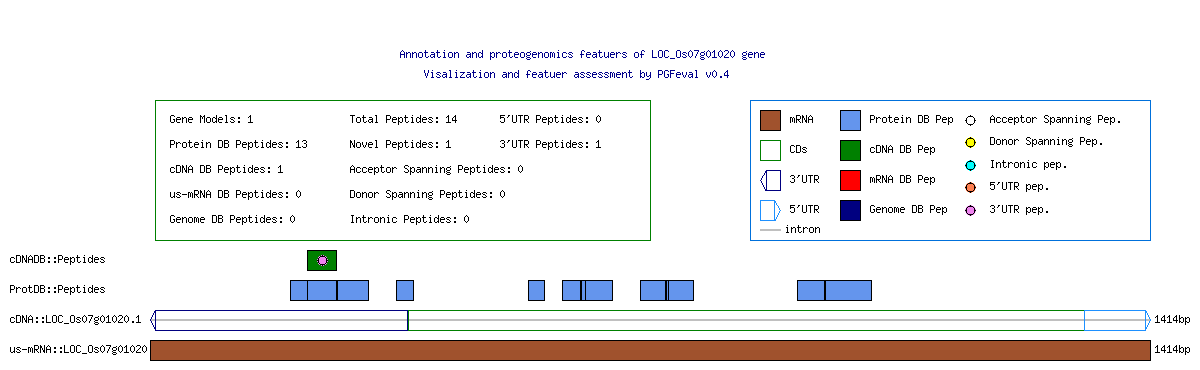 Annotation and proteogenomics featuers of LOC_Os07g01020 gene
Visalization and featuer assessment by PGFeval v0.4
Gene Models: 1 Total Peptides: 14 5'UTR Peptides: 0
Protein DB Peptides: 13 Novel Peptides: 1 3'UTR Peptides: 1
cDNA DB Peptides: 1 Acceptor Spanning Peptides: 0
us-mRNA DB Peptides: 0 Donor Spanning Peptides: 0
Genome DB Peptides: 0 Intronic Peptides: 0
mRNA Protein DB Pep Acceptor Spanning Pep.
CDs cDNA DB Pep Donor Spanning Pep.
Intronic pep.
3'UTR mRNA DB Pep 5'UTR pep.
5'UTR Genome DB Pep 3'UTR pep.
intron
cDNADB::Peptides
ProtDB::Peptides
cDNA::LOC_Os07g01020.1 1414bp
us-mRNA::LOC_Os07g01020 1414bp